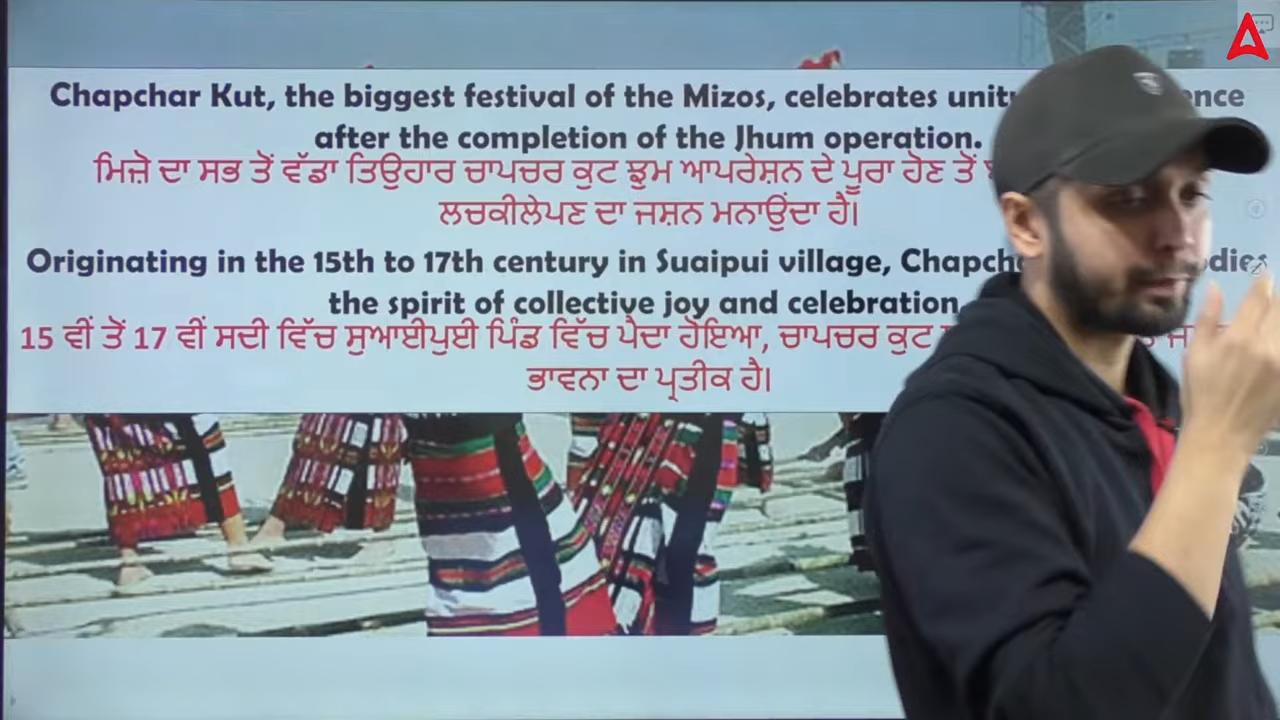 Chapchar Kut, the biggest festival of the Mizos, celebrates
after the completion of the Jhum operation.
ਮਿਜ਼ੋ ਦਾ ਸਭ ਤੋਂ ਵੱਡਾ ਤਿਉਹਾਰ ਚਾਪਚਰ ਕੁਟ ਝੁਮ ਆਪਰੇਸ਼ਨ ਦੇ ਪੂਰਾ ਹੋਣ ਤੋਂ
ਲਚਕੀਲੇਪਣ ਦਾ ਜਸ਼ਨ ਮਨਾਉਂਦਾ ਹੈ।
Originating in the 15th to 17th century in Suaipui village,
the spirit of collective joy and celebration
15 ਵੀਂ ਤੋਂ 17 ਵੀਂ ਸਦੀ ਵਿੱਚ ਸੁਆਈਪੁਈ ਪਿੰਡ ਵਿੱਚ ਪੈਦਾ ਹੋਇਆ, ਚਾਪਚਰ ਕੁਟ
ਭਾਵਨਾ ਦਾ ਪ੍ਰਤੀਕ ਹੈ।